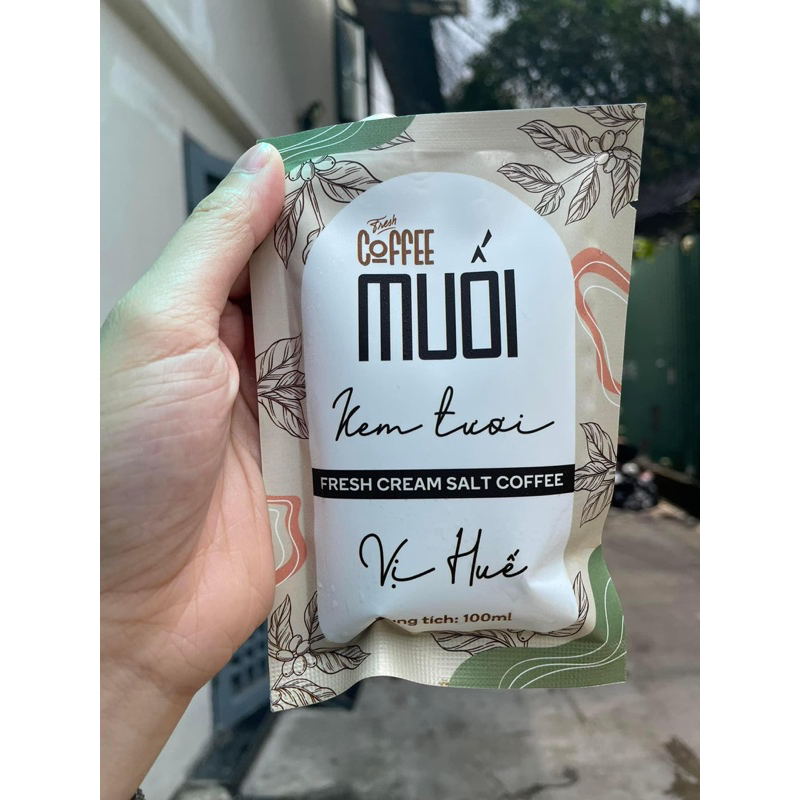 Fresh
COFFEE
MUỐI
Kem tươi
FRESH CREAM SALT COFFEE
Vị Huế
tích: 100ml